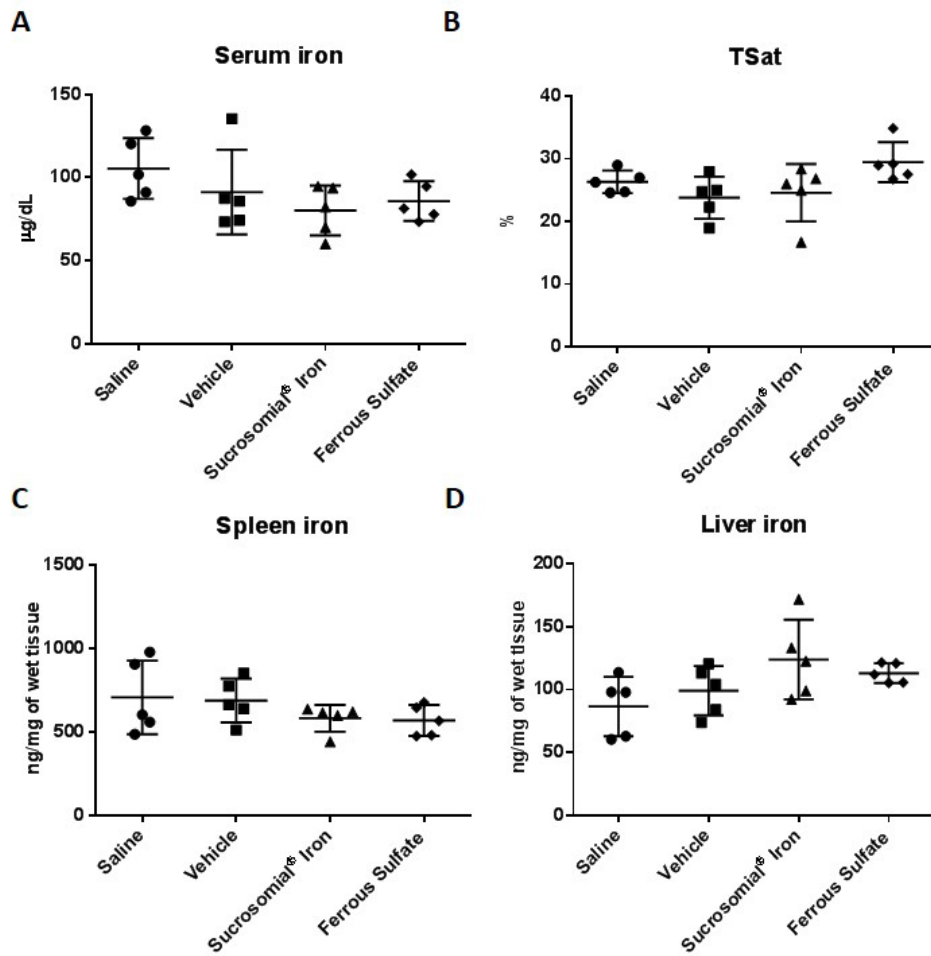 A
Serum iron
150
100
50
0
µg/dL
Saline
Vehicle
Sucrosomial® Iron
Ferrous Sulfate
B
TSat
40
30
20
10
0
%
Saline
Vehicle
Sucrosomial® Iron
Ferrous Sulfate
C
Spleen iron
1500
1000
500
0
ng/mg of wet tissue
Saline
Vehicle
Sucrosomial® Iron
Ferrous Sulfate
D
Liver iron
200
150
100
50
0
ng/mg of wet tissue
Saline
Vehicle
Sucrosomial® Iron
Ferrous Sulfate